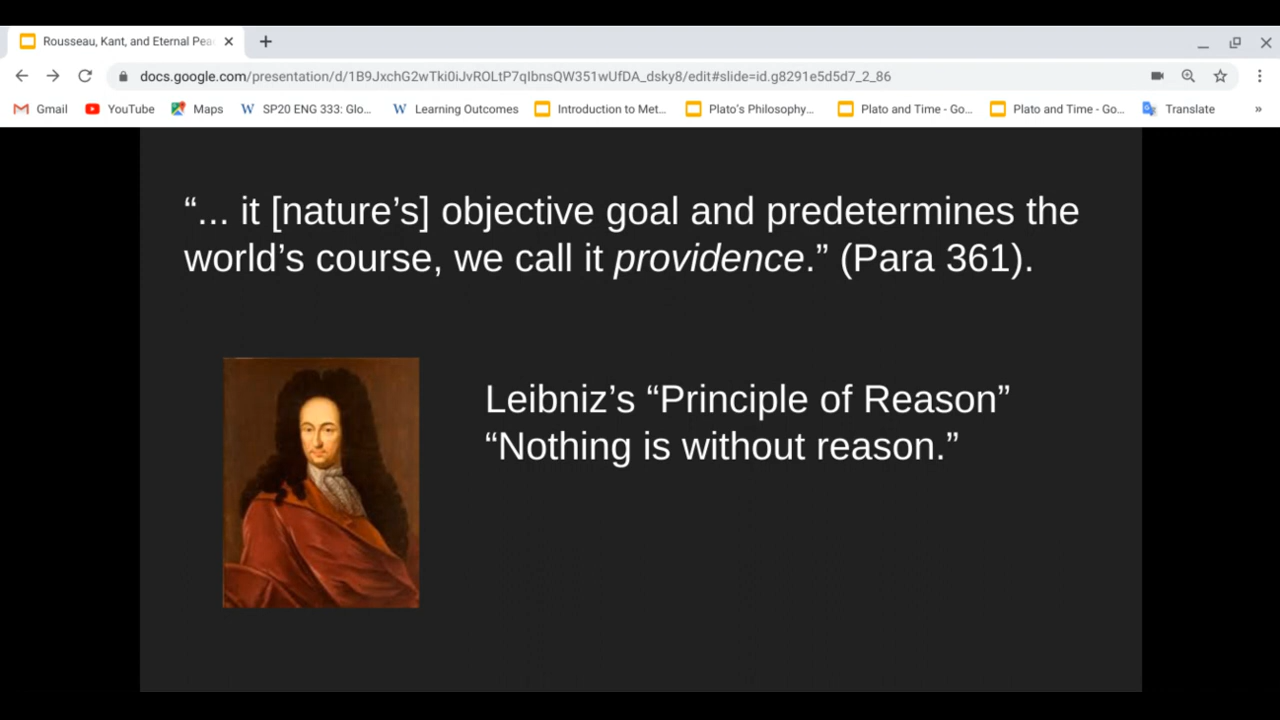 Rousseau, Kant, and Eternal Pea
docs.google.com/presentation/d/1B9JxchG2wTki0iJvROLtP7qIbnsQW351wUfDA_dsky8/edit#slide=id.g8291e5d5d7_2_86
Gmail YouTube Maps SP20 ENG 333: Glo... Learning Outcomes Introduction to Met... Plato's Philosophy... Plato and Time - Go... Plato and Time - Go... Translate »
“... it [nature’s] objective goal and predetermines the
world’s course, we call it providence.” (Para 361).
Leibniz’s “Principle of Reason”
“Nothing is without reason.”